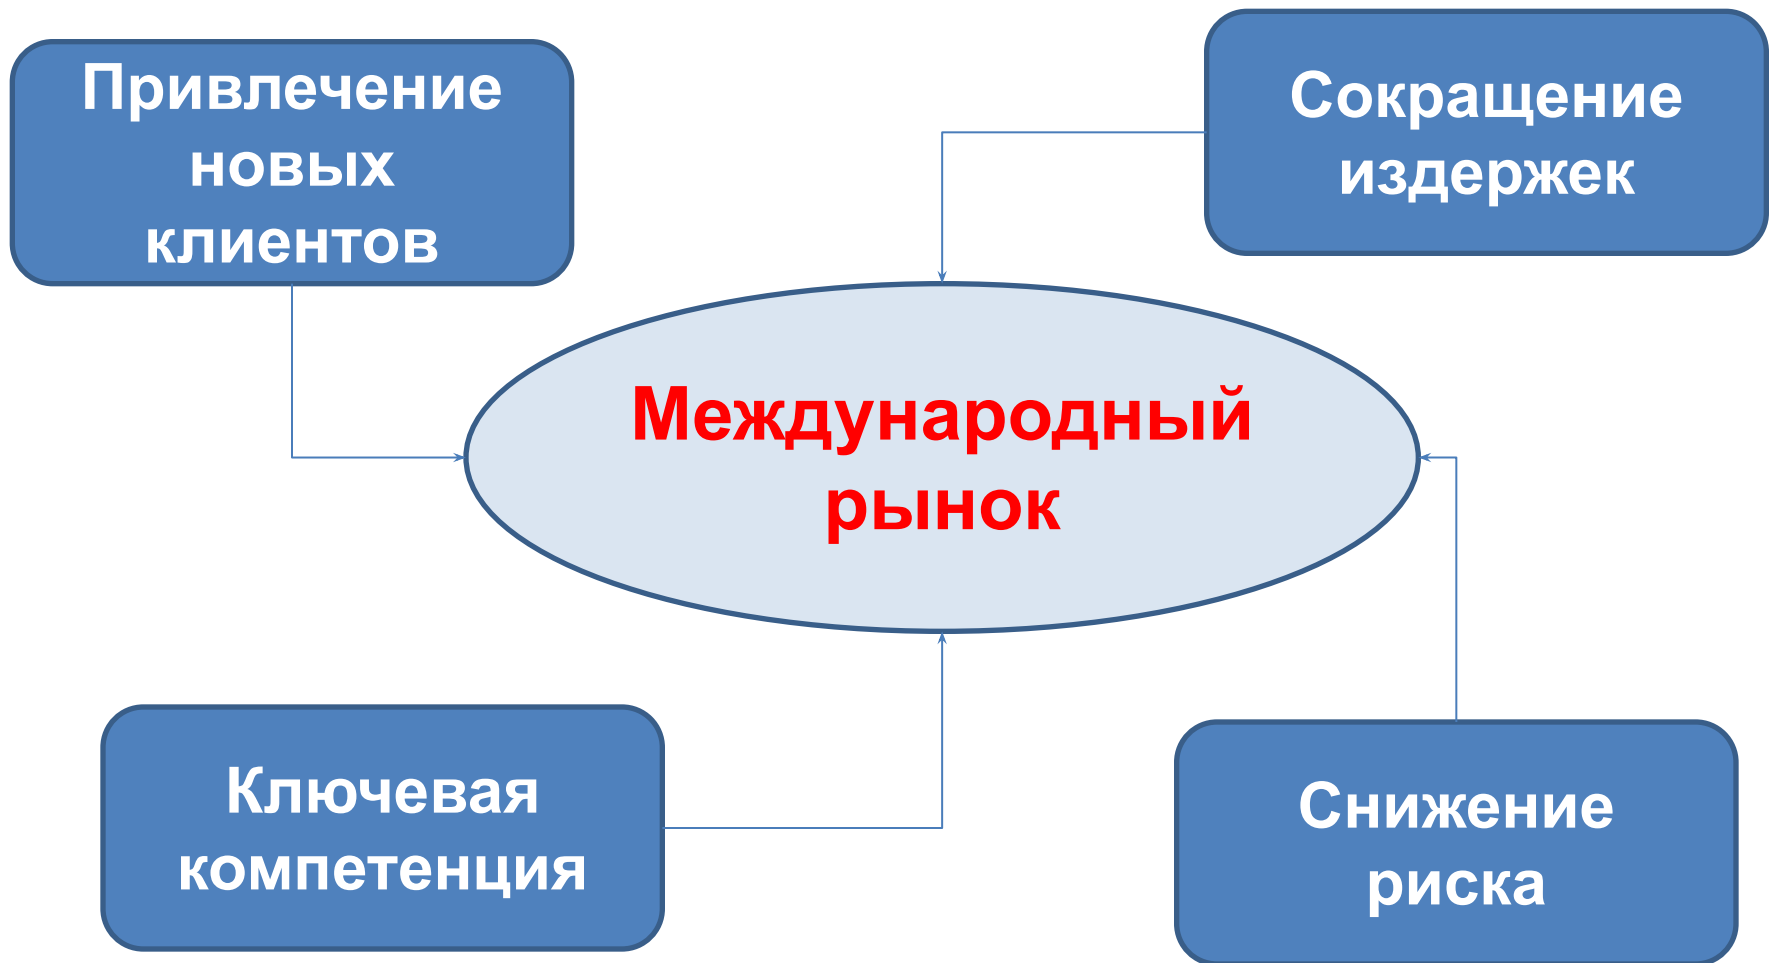 Привлечение
новых
клиентов
Сокращение
издержек
Международный
рынок
Ключевая
компетенция
Снижение
риска